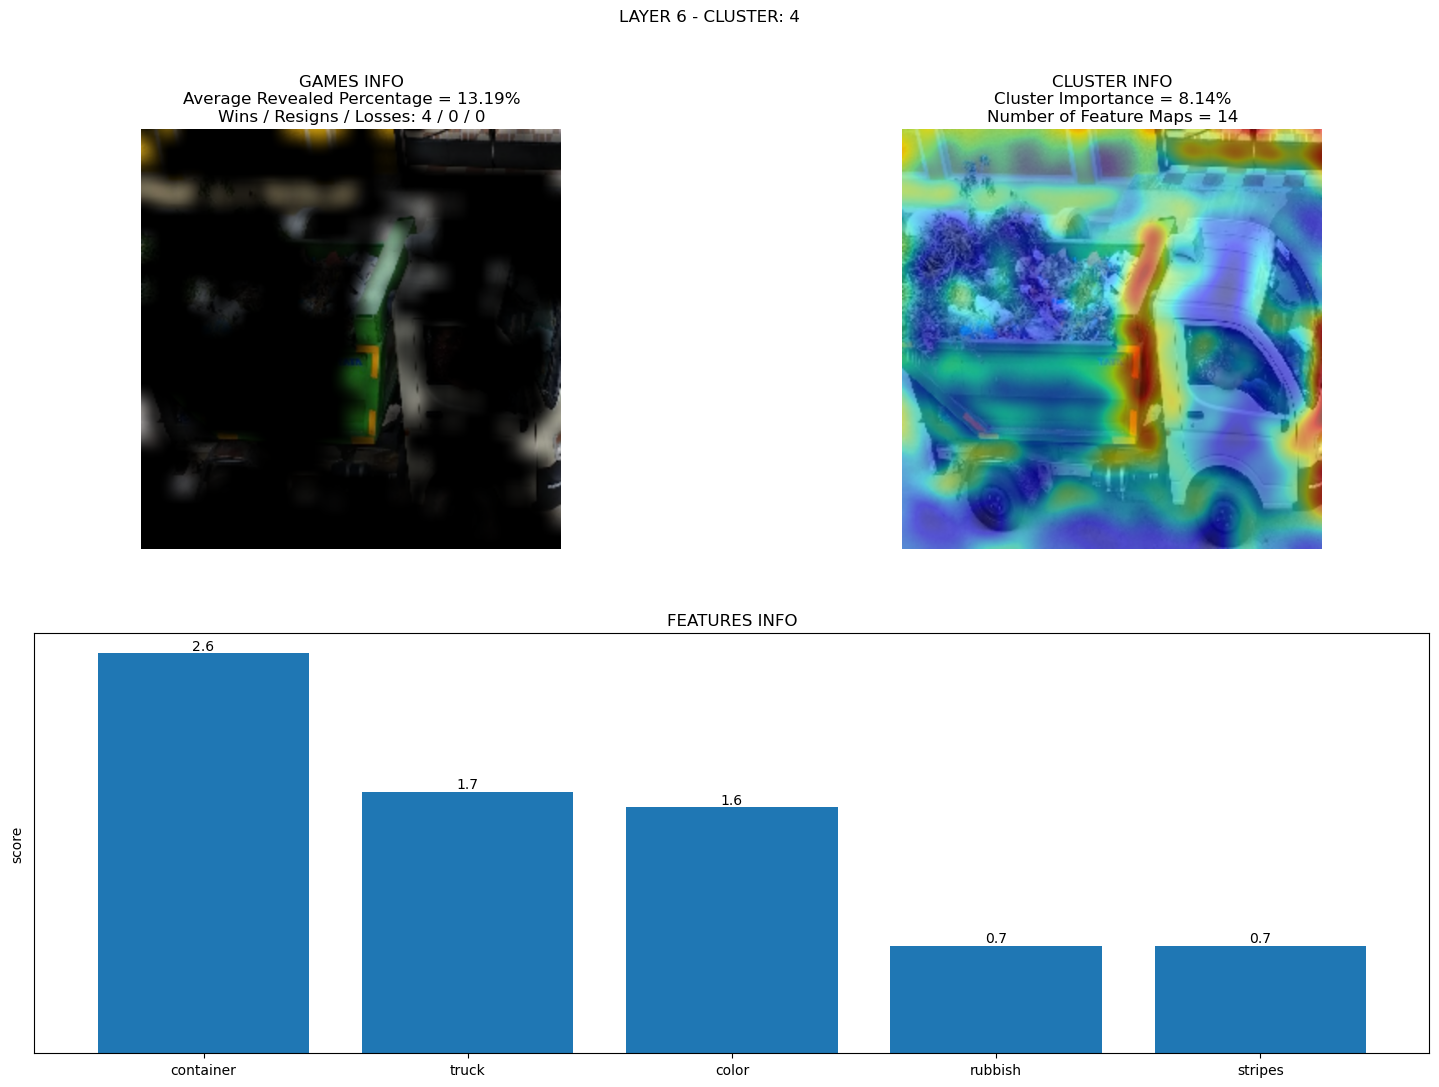 LAYER 6 - CLUSTER: 4
GAMES INFO
Average Revealed Percentage = 13.19%
Wins / Resigns / Losses: 4 / 0 / 0
CLUSTER INFO
Cluster Importance = 8.14%
Number of Feature Maps = 14
FEATURES INFO
score
2.6
1.7
1.6
0.7
0.7
container
truck
color
rubbish
stripes